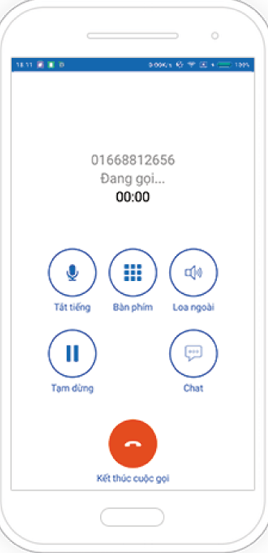 18:11 0.00K/s 100%
01668812656
Đang gọi...
00:00
Tắt tiếng Bàn phím Loa ngoài
Tạm dừng Chat
Kết thúc cuộc gọi